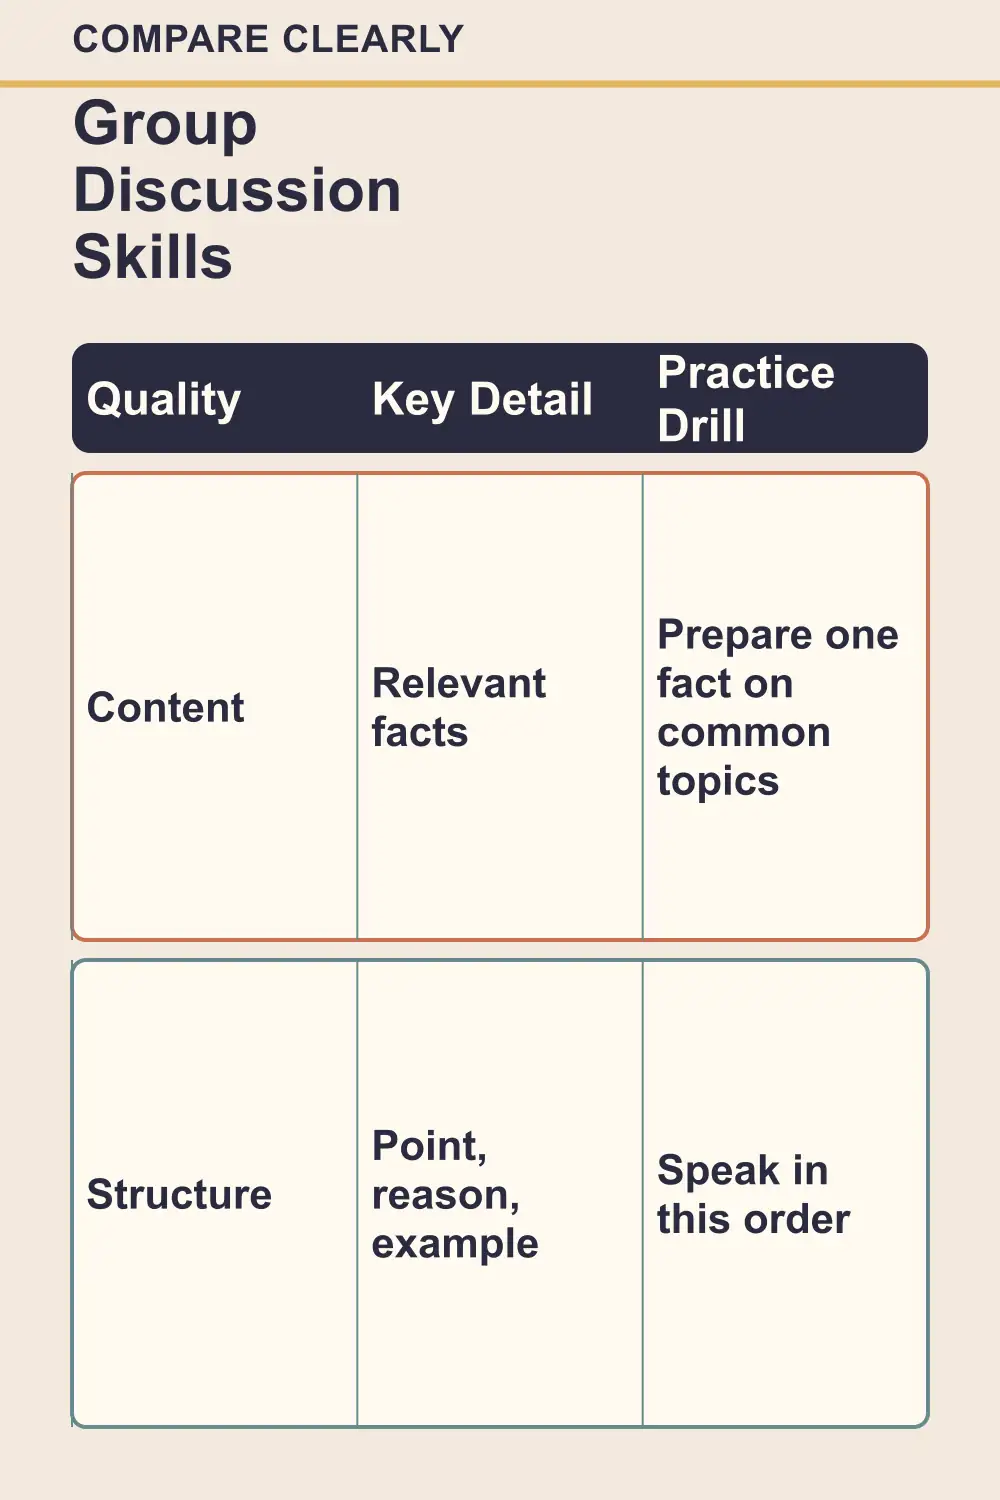 COMPARE CLEARLY
Group
Discussion
Skills
Quality
Key Detail
Practice
Drill
Content
Relevant
facts
Prepare one
fact on
common
topics
Structure
Point,
reason,
example
Speak in
this order